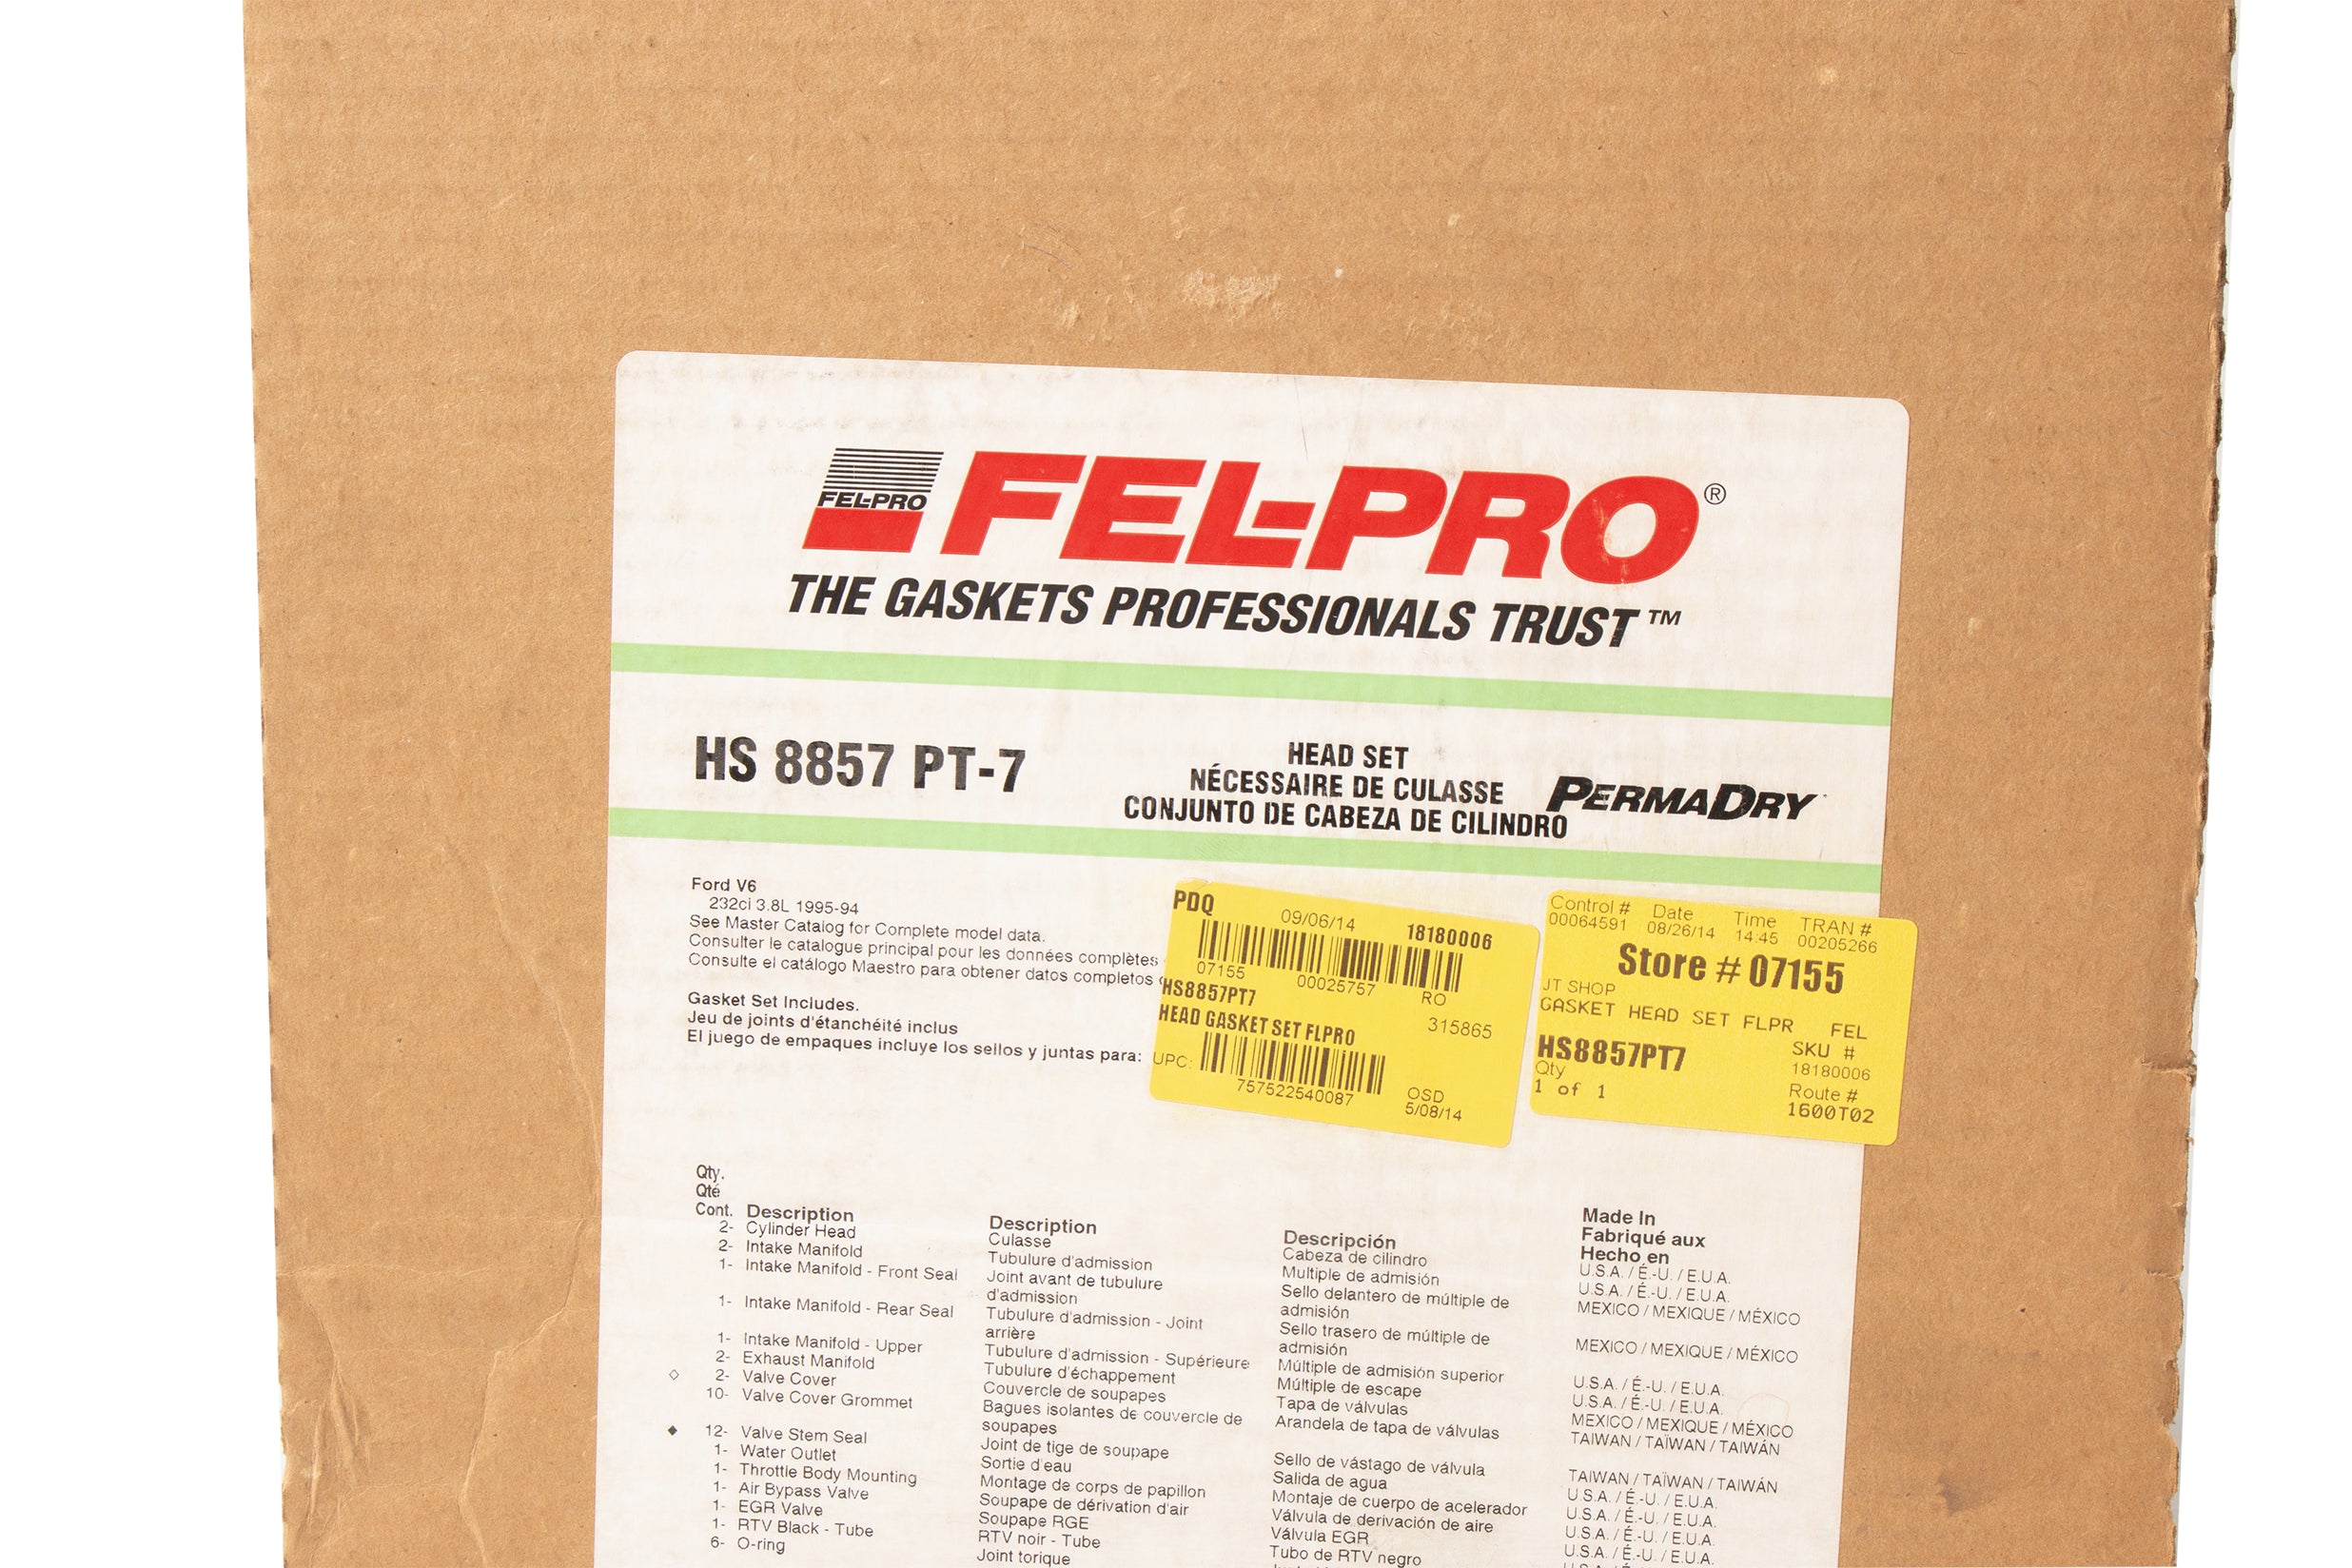 FEL-PRO
FEL-PRO®
THE GASKETS PROFESSIONALS TRUST™
HS 8857 PT-7
HEAD SET
NÉCESSAIRE DE CULASSE
CONJUNTO DE CABEZA DE CILINDRO
PERMADRY
Ford V6
232ci 3.8L 1995-94
See Master Catalog for Complete model data.
Consulter le catalogue principal pour les données complètes
Consulte el catálogo Maestro para obtener datos completos
Gasket Set Includes.
Jeu de joints d'étanchéité inclus
El juego de empaques incluye los sellos y juntas para:
PDQ 09/06/14 18180006
07155 00025757 RO
HS8857PT7 315865
HEAD GASKET SET FLPRO
UPC: 757522540087
OSD
5/08/14
Control # Date Time TRAN #
00064591 08/26/14 14:45 00205266
Store # 07155
JT SHOP
GASKET HEAD SET FLPR FEL
HS8857PT7 SKU #
18180006
Qty
1 of 1
Route #
1600T02
Qty.
Qté
Cont. Description
2- Cylinder Head
2- Intake Manifold
1- Intake Manifold - Front Seal
1- Intake Manifold - Rear Seal
1- Intake Manifold - Upper
2- Exhaust Manifold
◇ 2- Valve Cover
10- Valve Cover Grommet
◆ 12- Valve Stem Seal
1- Water Outlet
1- Throttle Body Mounting
1- Air Bypass Valve
1- EGR Valve
1- RTV Black - Tube
6- O-ring
Description
Culasse
Tubulure d'admission
Joint avant de tubulure
d'admission
Tubulure d'admission - Joint
arrière
Tubulure d'admission - Supérieure
Tubulure d'échappement
Couvercle de soupapes
Bagues isolantes de couvercle de
soupapes
Joint de tige de soupape
Sortie d'eau
Montage de corps de papillon
Soupape de dérivation d'air
Soupape RGE
RTV noir - Tube
Joint torique
Descripción
Cabeza de cilindro
Multiple de admisión
Sello delantero de múltiple de
admisión
Sello trasero de múltiple de
admisión
Múltiple de admisión superior
Múltiple de escape
Tapa de válvulas
Arandela de tapa de válvulas
Sello de vástago de válvula
Salida de agua
Montaje de cuerpo de acelerador
Válvula de derivación de aire
Válvula EGR
Tubo de RTV negro
Made In
Fabriqué aux
Hecho en
U.S.A. / É.-U. / E.U.A.
U.S.A. / É.-U. / E.U.A.
MEXICO / MEXIQUE / MÉXICO
MEXICO / MEXIQUE / MÉXICO
U.S.A. / É.-U. / E.U.A.
U.S.A. / É.-U. / E.U.A.
MEXICO / MEXIQUE / MÉXICO
TAIWAN / TAÏWAN / TAIWÁN
TAIWAN / TAÏWAN / TAIWÁN
U.S.A. / É.-U. / E.U.A.
U.S.A. / É.-U. / E.U.A.
U.S.A. / É.-U. / E.U.A.
U.S.A. / É.-U. / E.U.A.